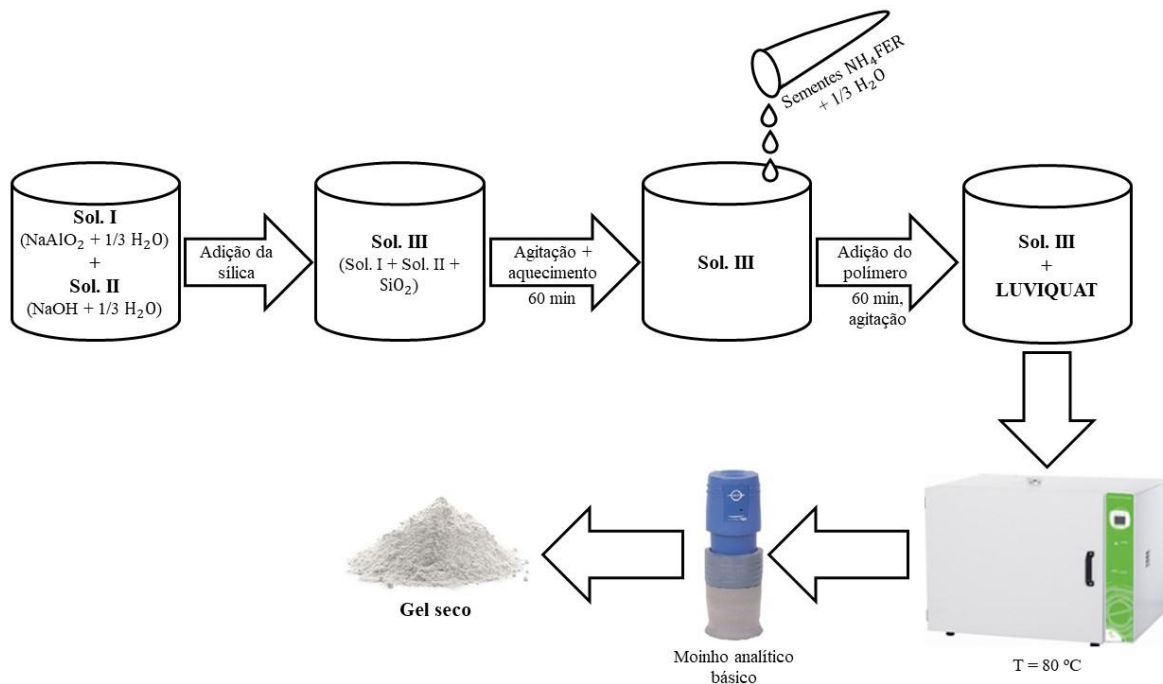 Sementes NH₄FER
+ 1/3 H₂O
Sol. I
(NaAlO₂ + 1/3 H₂O)
+
Sol. II
(NaOH + 1/3 H₂O)
Adição da
sílica
Sol. III
(Sol. I + Sol. II +
SiO₂)
Agitação +
aquecimento
60 min
Sol. III
Adição do
polímero
60 min,
agitação
Sol. III
+
LUVIQUAT
Gel seco
Moinho analítico
básico
T = 80 ºC